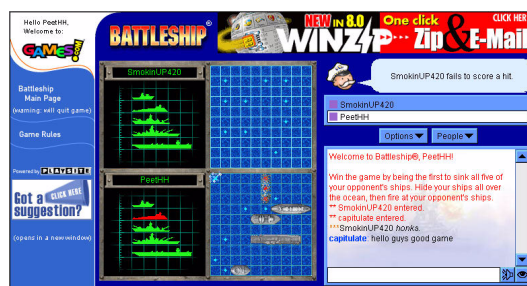 Hello PeetHH,
Welcome to:
GAMES.COM
BATTLESHIP®
NEW IN 8.0
WINZIP
One click
CLICK HERE
Zip & E-Mail
Battleship
Main Page
(warning: will quit game)
Game Rules
Powered by PLAYSITE
Got a
CLICK HERE
suggestion?
(opens in a new window)
SmokinUP420
PeetHH
SmokinUP420 fails to score a hit.
SmokinUP420
PeetHH
Options
People
Welcome to Battleship®, PeetHH!
Win the game by being the first to sink all five of
your opponent's ships. Hide your ships all over
the ocean, then fire at your opponent's ships.
** SmokinUP420 entered.
** capitulate entered.
***SmokinUP420 honks.
capitulate: hello guys good game